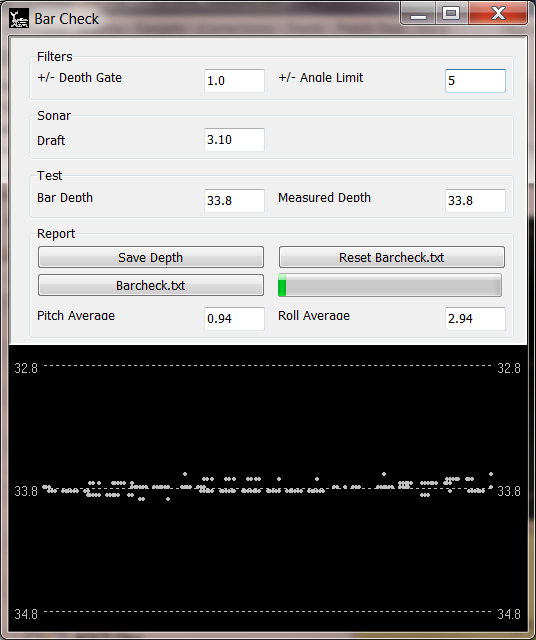 Bar Check
Filters
+/- Depth Gate 1.0 +/- Angle Limit 5
Sonar
Draft 3.10
Test
Bar Depth 33.8 Measured Depth 33.8
Report
Save Depth Reset Barcheck.txt
Barcheck.txt
Pitch Average 0.94 Roll Average 2.94
32.8 32.8
33.8 33.8
34.8 34.8